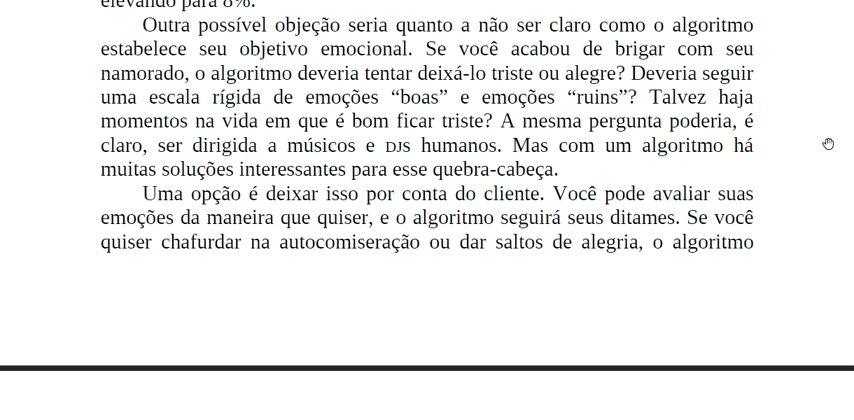 elevando para 8%.
Outra possível objeção seria quanto a não ser claro como o algoritmo
estabelece seu objetivo emocional. Se você acabou de brigar com seu
namorado, o algoritmo deveria tentar deixá-lo triste ou alegre? Deveria seguir
uma escala rígida de emoções “boas” e emoções “ruins”? Talvez haja
momentos na vida em que é bom ficar triste? A mesma pergunta poderia, é
claro, ser dirigida a músicos e DJS humanos. Mas com um algoritmo há
muitas soluções interessantes para esse quebra-cabeça.
Uma opção é deixar isso por conta do cliente. Você pode avaliar suas
emoções da maneira que quiser, e o algoritmo seguirá seus ditames. Se você
quiser chafurdar na autocomiseração ou dar saltos de alegria, o algoritmo